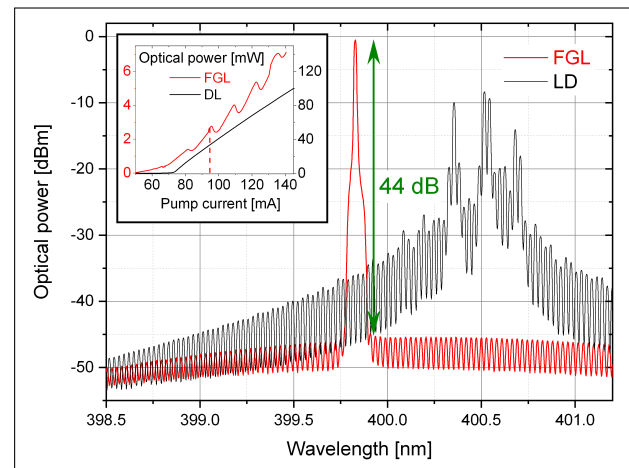 0
-10
-20
-30
-40
-50
Optical power [dBm]
398.5 399.0 399.5 400.0 400.5 401.0
Wavelength [nm]
FGL
LD
44 dB
Optical power [mW]
FGL
DL
6
4
2
0
120
80
40
0
60 80 100 120 140
Pump current [mA]